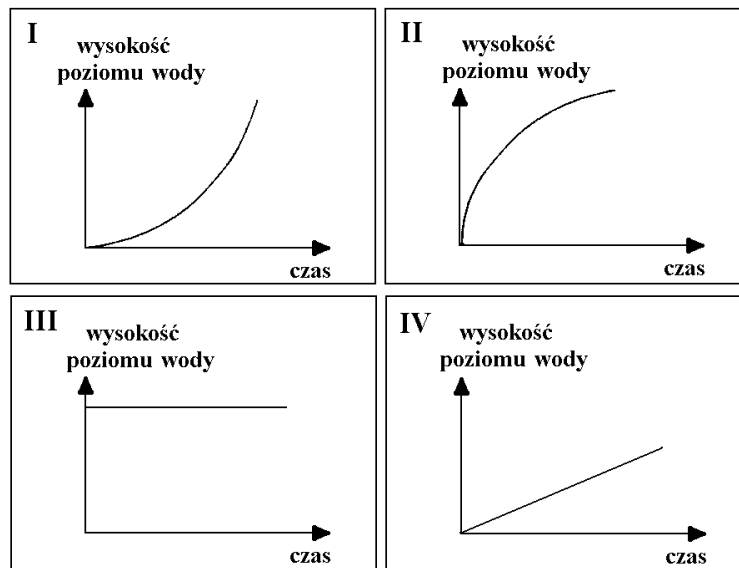 I
wysokość
poziomu wody
czas
II
wysokość
poziomu wody
czas
III
wysokość
poziomu wody
czas
IV
wysokość
poziomu wody
czas